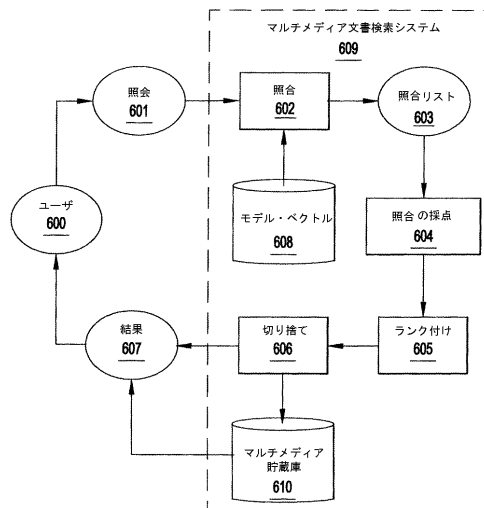 マルチメディア文書検索システム
609
照会
601
照合
602
照合リスト
603
ユーザ
600
モデル・ベクトル
608
照合の採点
604
結果
607
切り捨て
606
ランク付け
605
マルチメディア
貯蔵庫
610